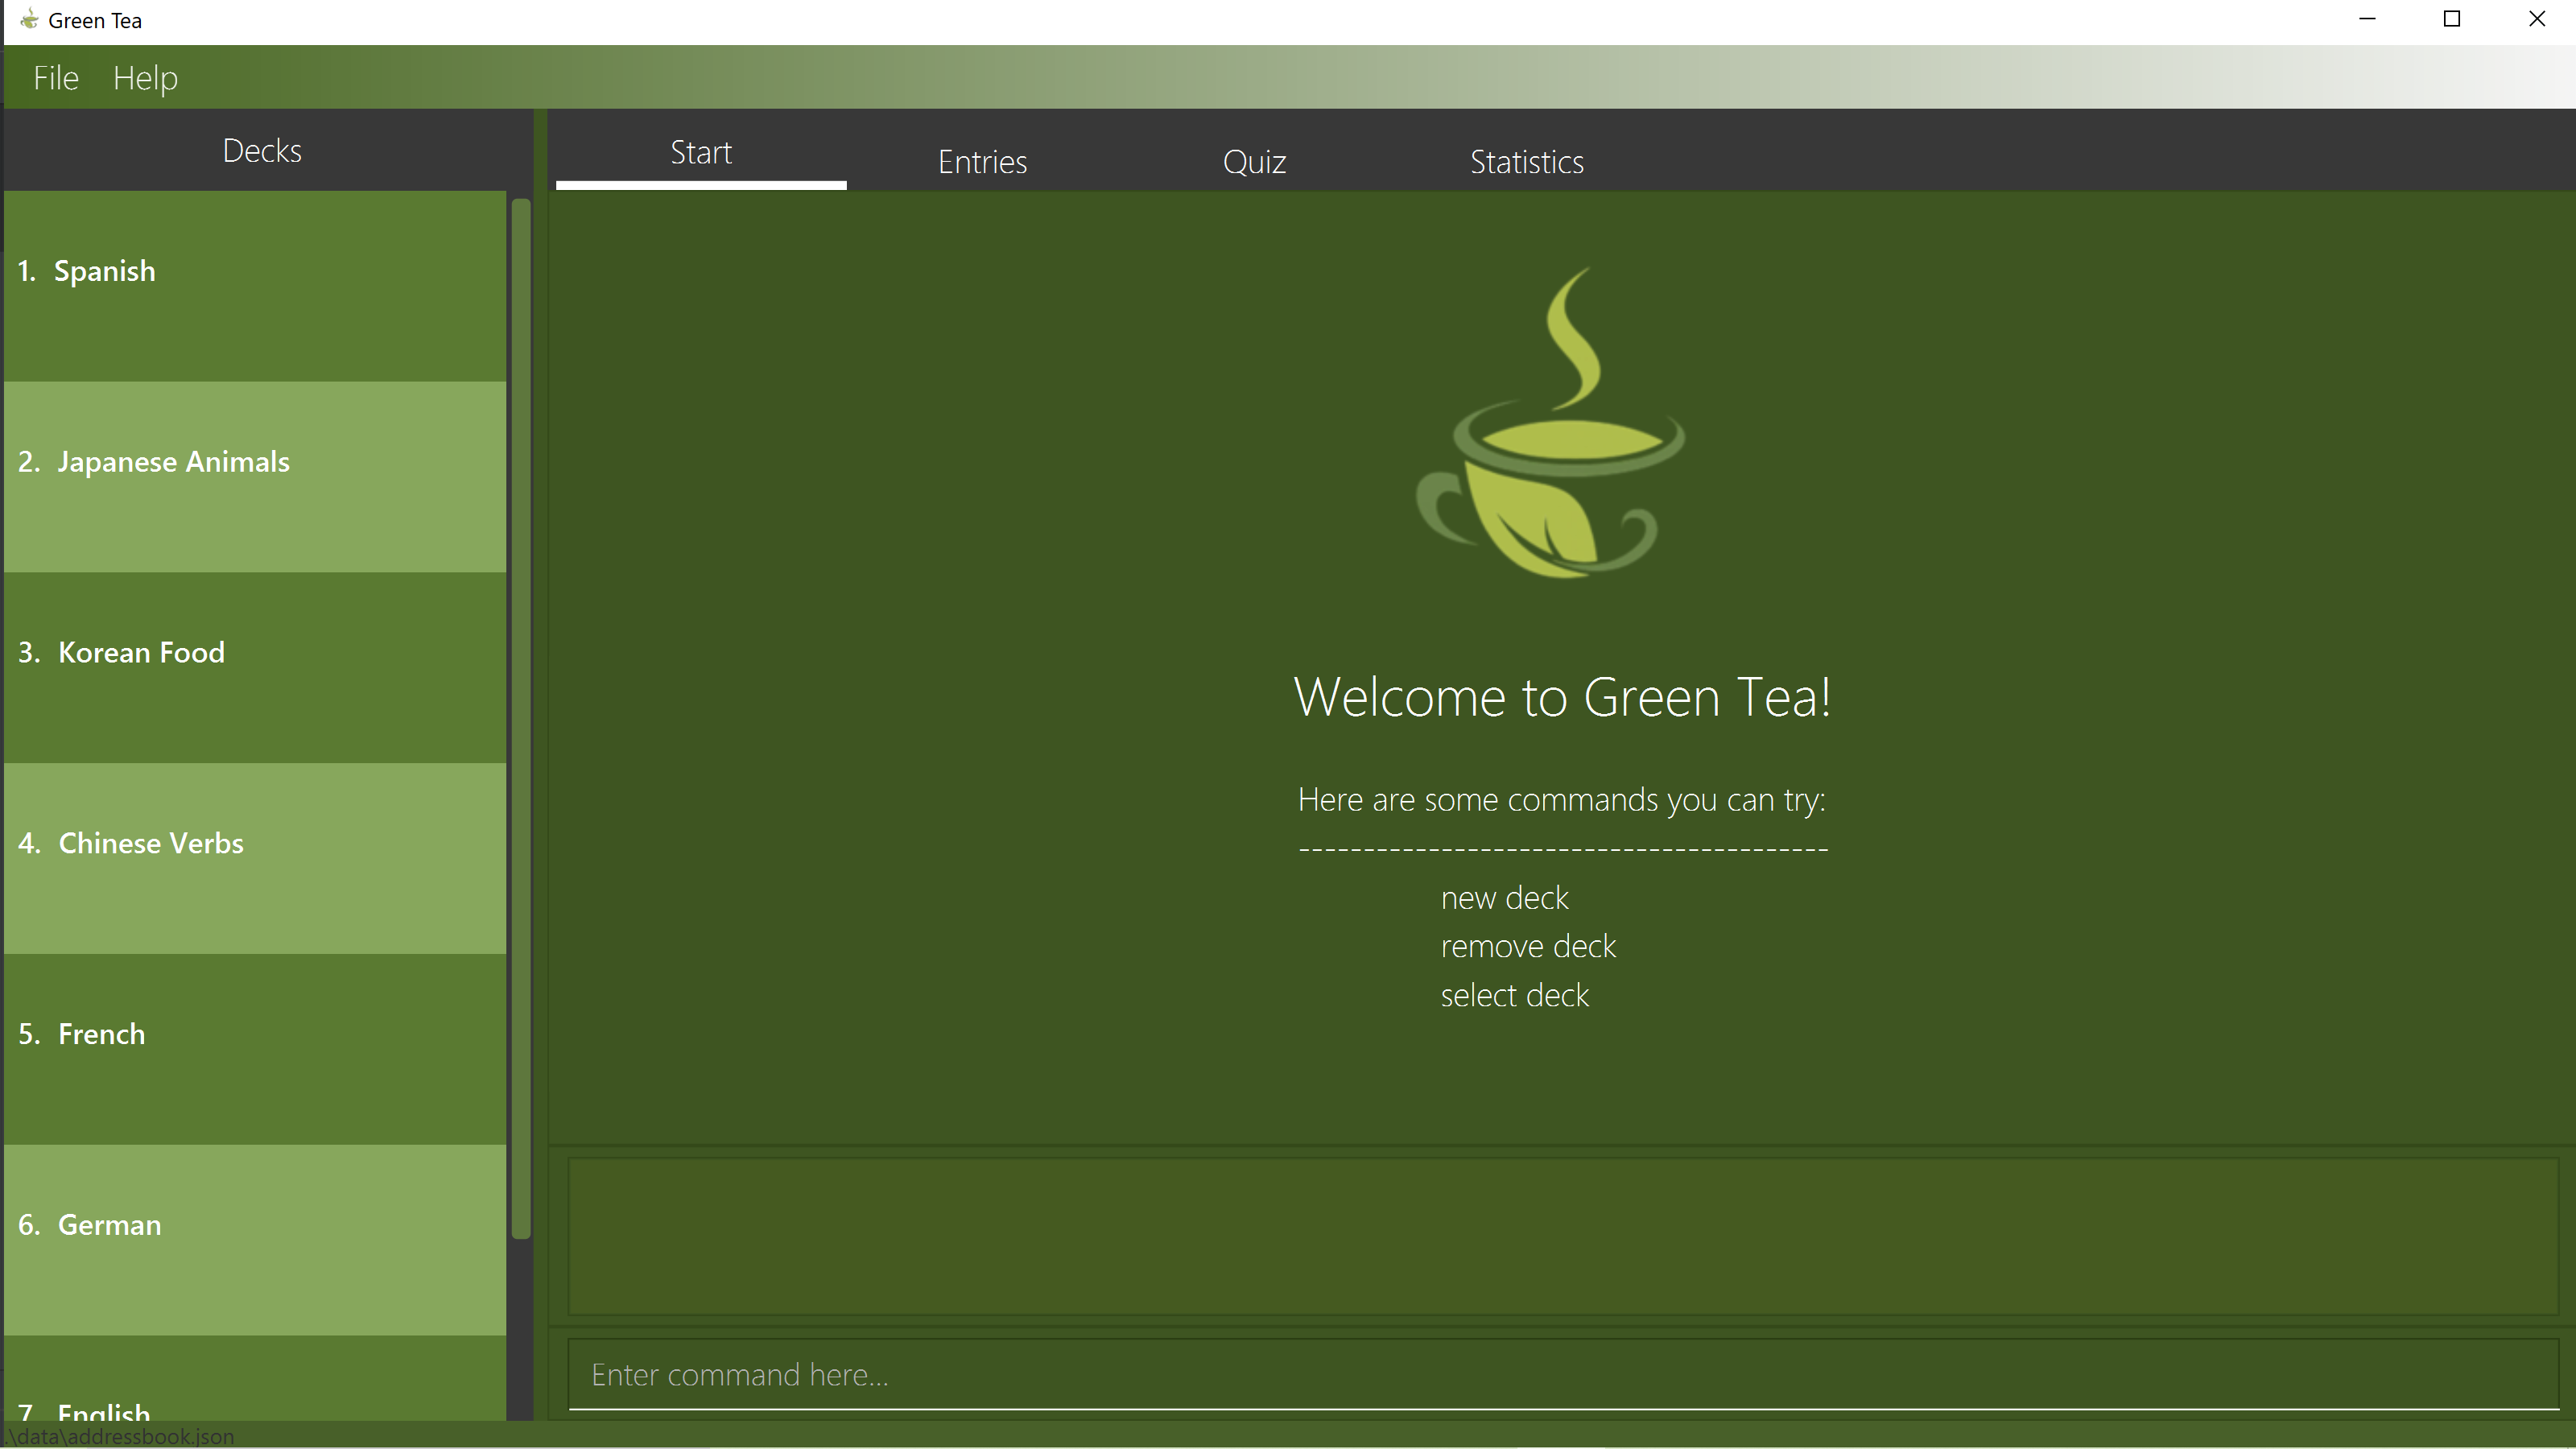 Green Tea
File Help
Decks
Start Entries Quiz Statistics
1. Spanish
2. Japanese Animals
3. Korean Food
4. Chinese Verbs
5. French
6. German
7. English
Welcome to Green Tea!
Here are some commands you can try:
-----------------------------------------
new deck
remove deck
select deck
Enter command here...
.\data\addressbook.json